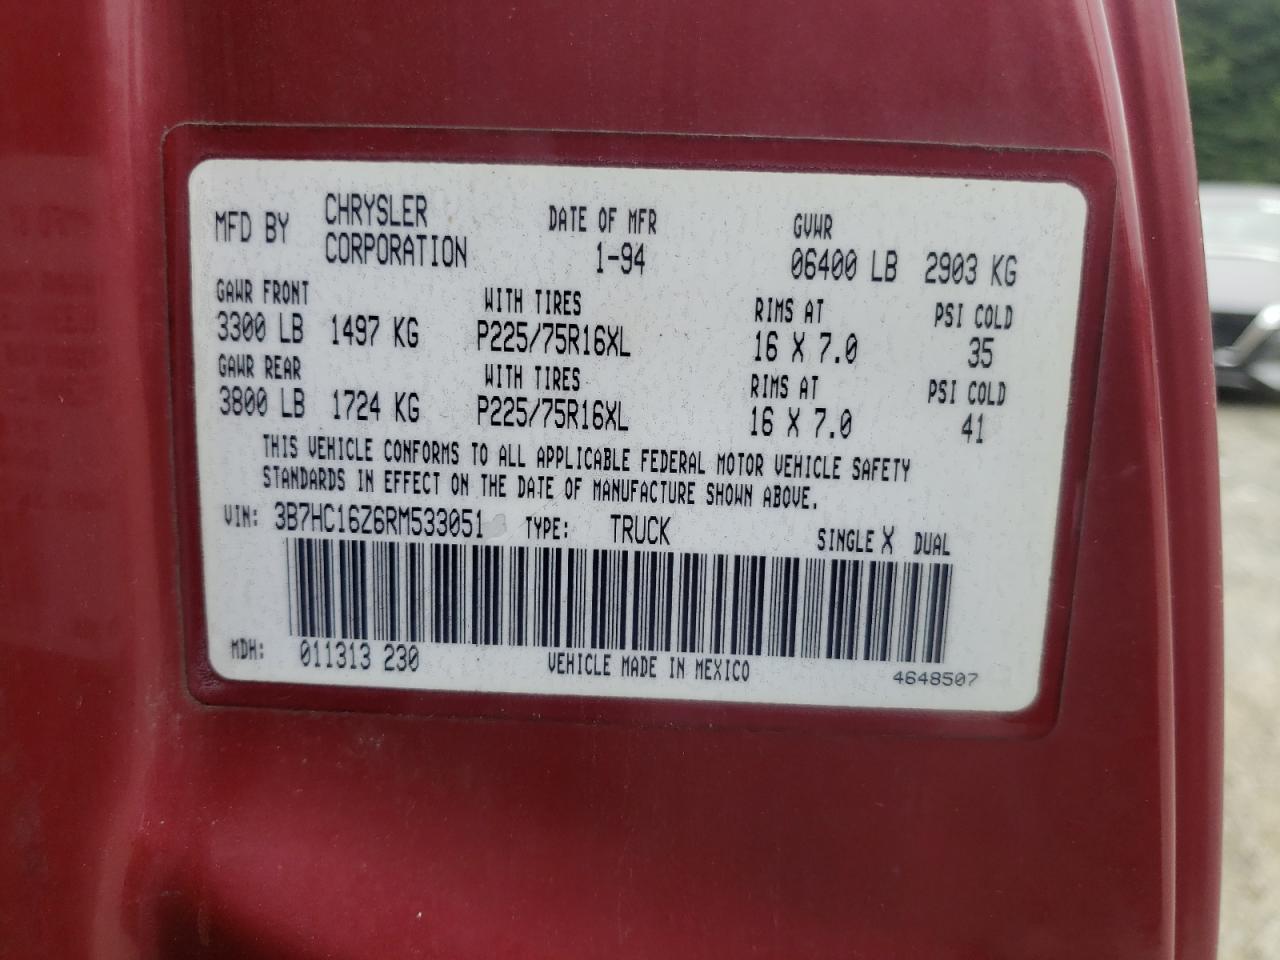 MFD BY CHRYSLER CORPORATION DATE OF MFR 1-94 GVWR 06400 LB 2903 KG
GAWR FRONT WITH TIRES RIMS AT PSI COLD
3300 LB 1497 KG P225/75R16XL 16 X 7.0 35
GAWR REAR WITH TIRES RIMS AT PSI COLD
3800 LB 1724 KG P225/75R16XL 16 X 7.0 41
THIS VEHICLE CONFORMS TO ALL APPLICABLE FEDERAL MOTOR VEHICLE SAFETY
STANDARDS IN EFFECT ON THE DATE OF MANUFACTURE SHOWN ABOVE.
VIN: 3B7HC16Z6RM533051 TYPE: TRUCK SINGLE X DUAL
MDH: 011313 230 VEHICLE MADE IN MEXICO 4648507